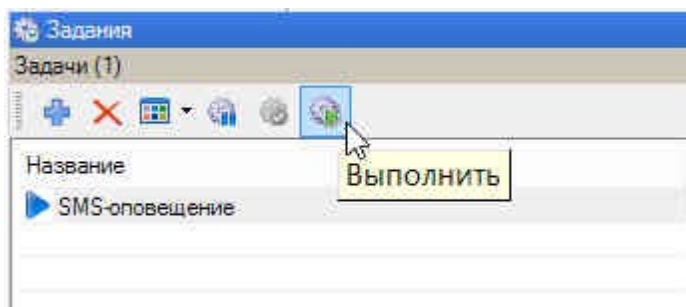 Задания
Задачи (1)
Название
Выполнить
SMS-оповещение